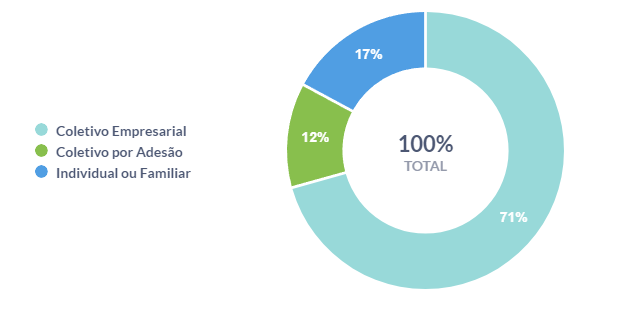 Coletivo Empresarial
Coletivo por Adesão
Individual ou Familiar
17%
12%
100%
TOTAL
71%